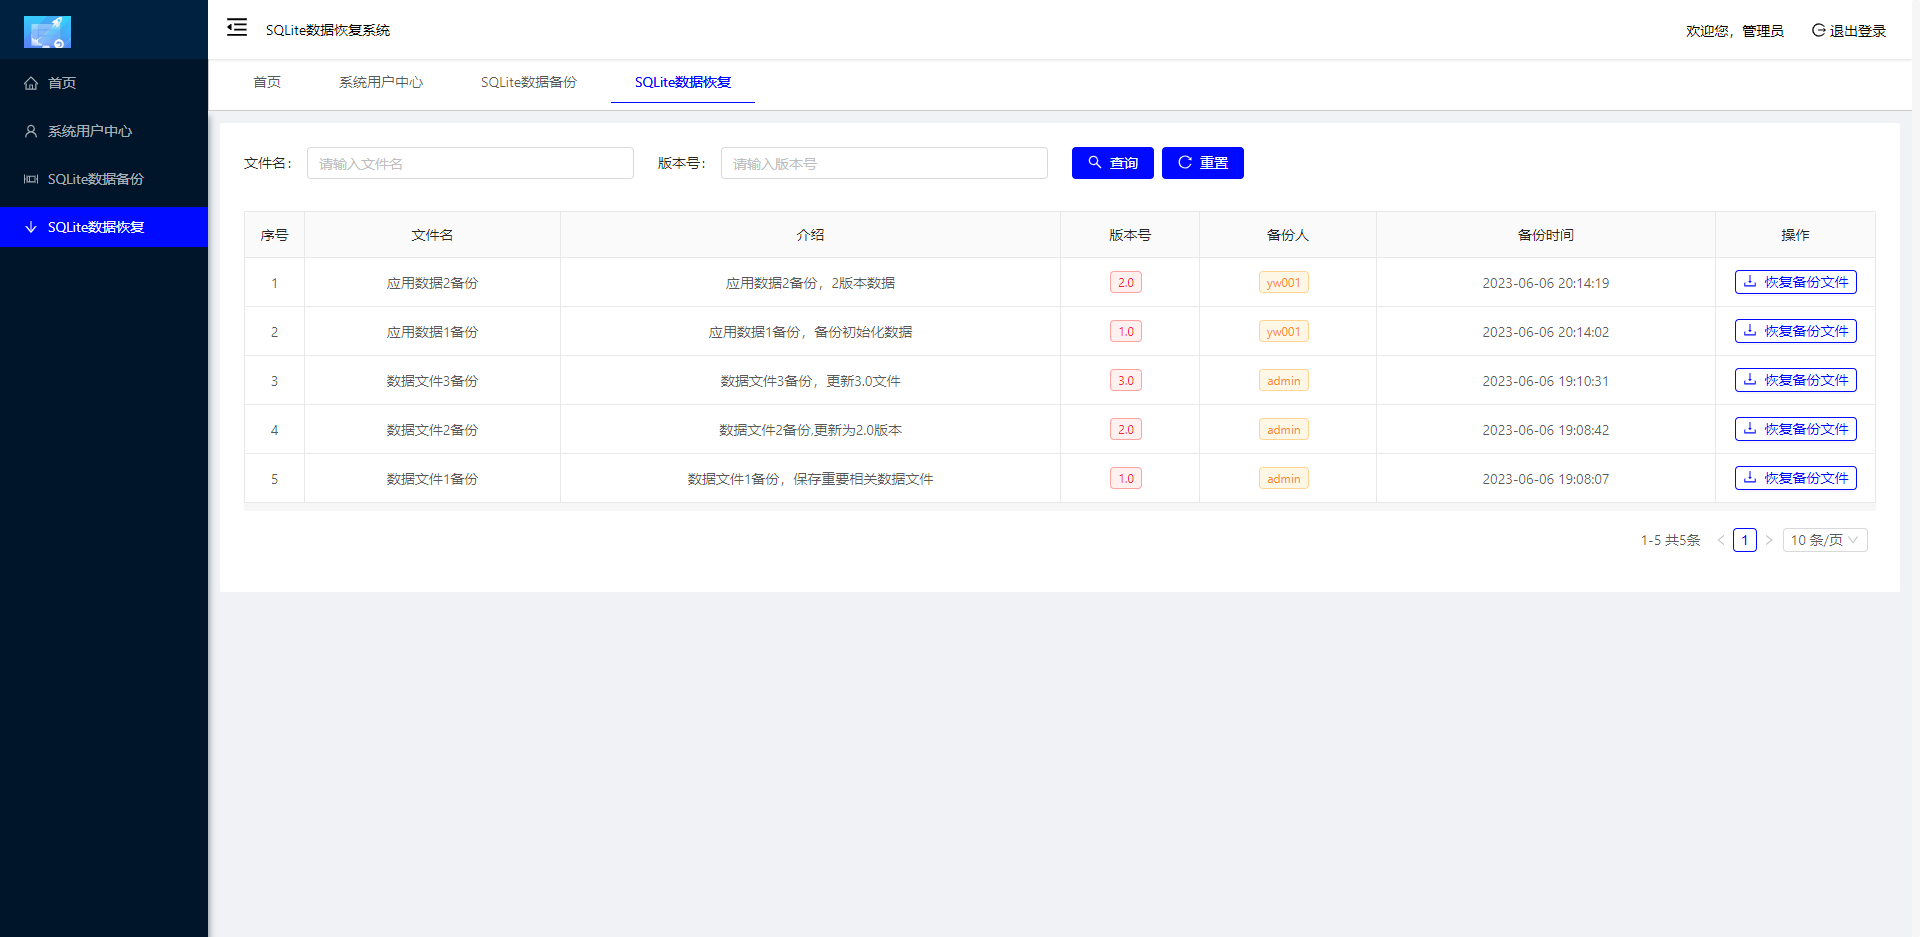 SQLite数据恢复系统
欢迎您，管理员
退出登录
首页
系统用户中心
SQLite数据备份
SQLite数据恢复
首页 系统用户中心 SQLite数据备份 SQLite数据恢复
文件名： 请输入文件名 版本号： 请输入版本号 查询 重置
序号 文件名 介绍 版本号 备份人 备份时间 操作
1 应用数据2备份 应用数据2备份，2版本数据 2.0 yw001 2023-06-06 20:14:19 恢复备份文件
2 应用数据1备份 应用数据1备份，备份初始化数据 1.0 yw001 2023-06-06 20:14:02 恢复备份文件
3 数据文件3备份 数据文件3备份，更新3.0文件 3.0 admin 2023-06-06 19:10:31 恢复备份文件
4 数据文件2备份 数据文件2备份,更新为2.0版本 2.0 admin 2023-06-06 19:08:42 恢复备份文件
5 数据文件1备份 数据文件1备份，保存重要相关数据文件 1.0 admin 2023-06-06 19:08:07 恢复备份文件
1-5 共5条 < 1 > 10 条/页